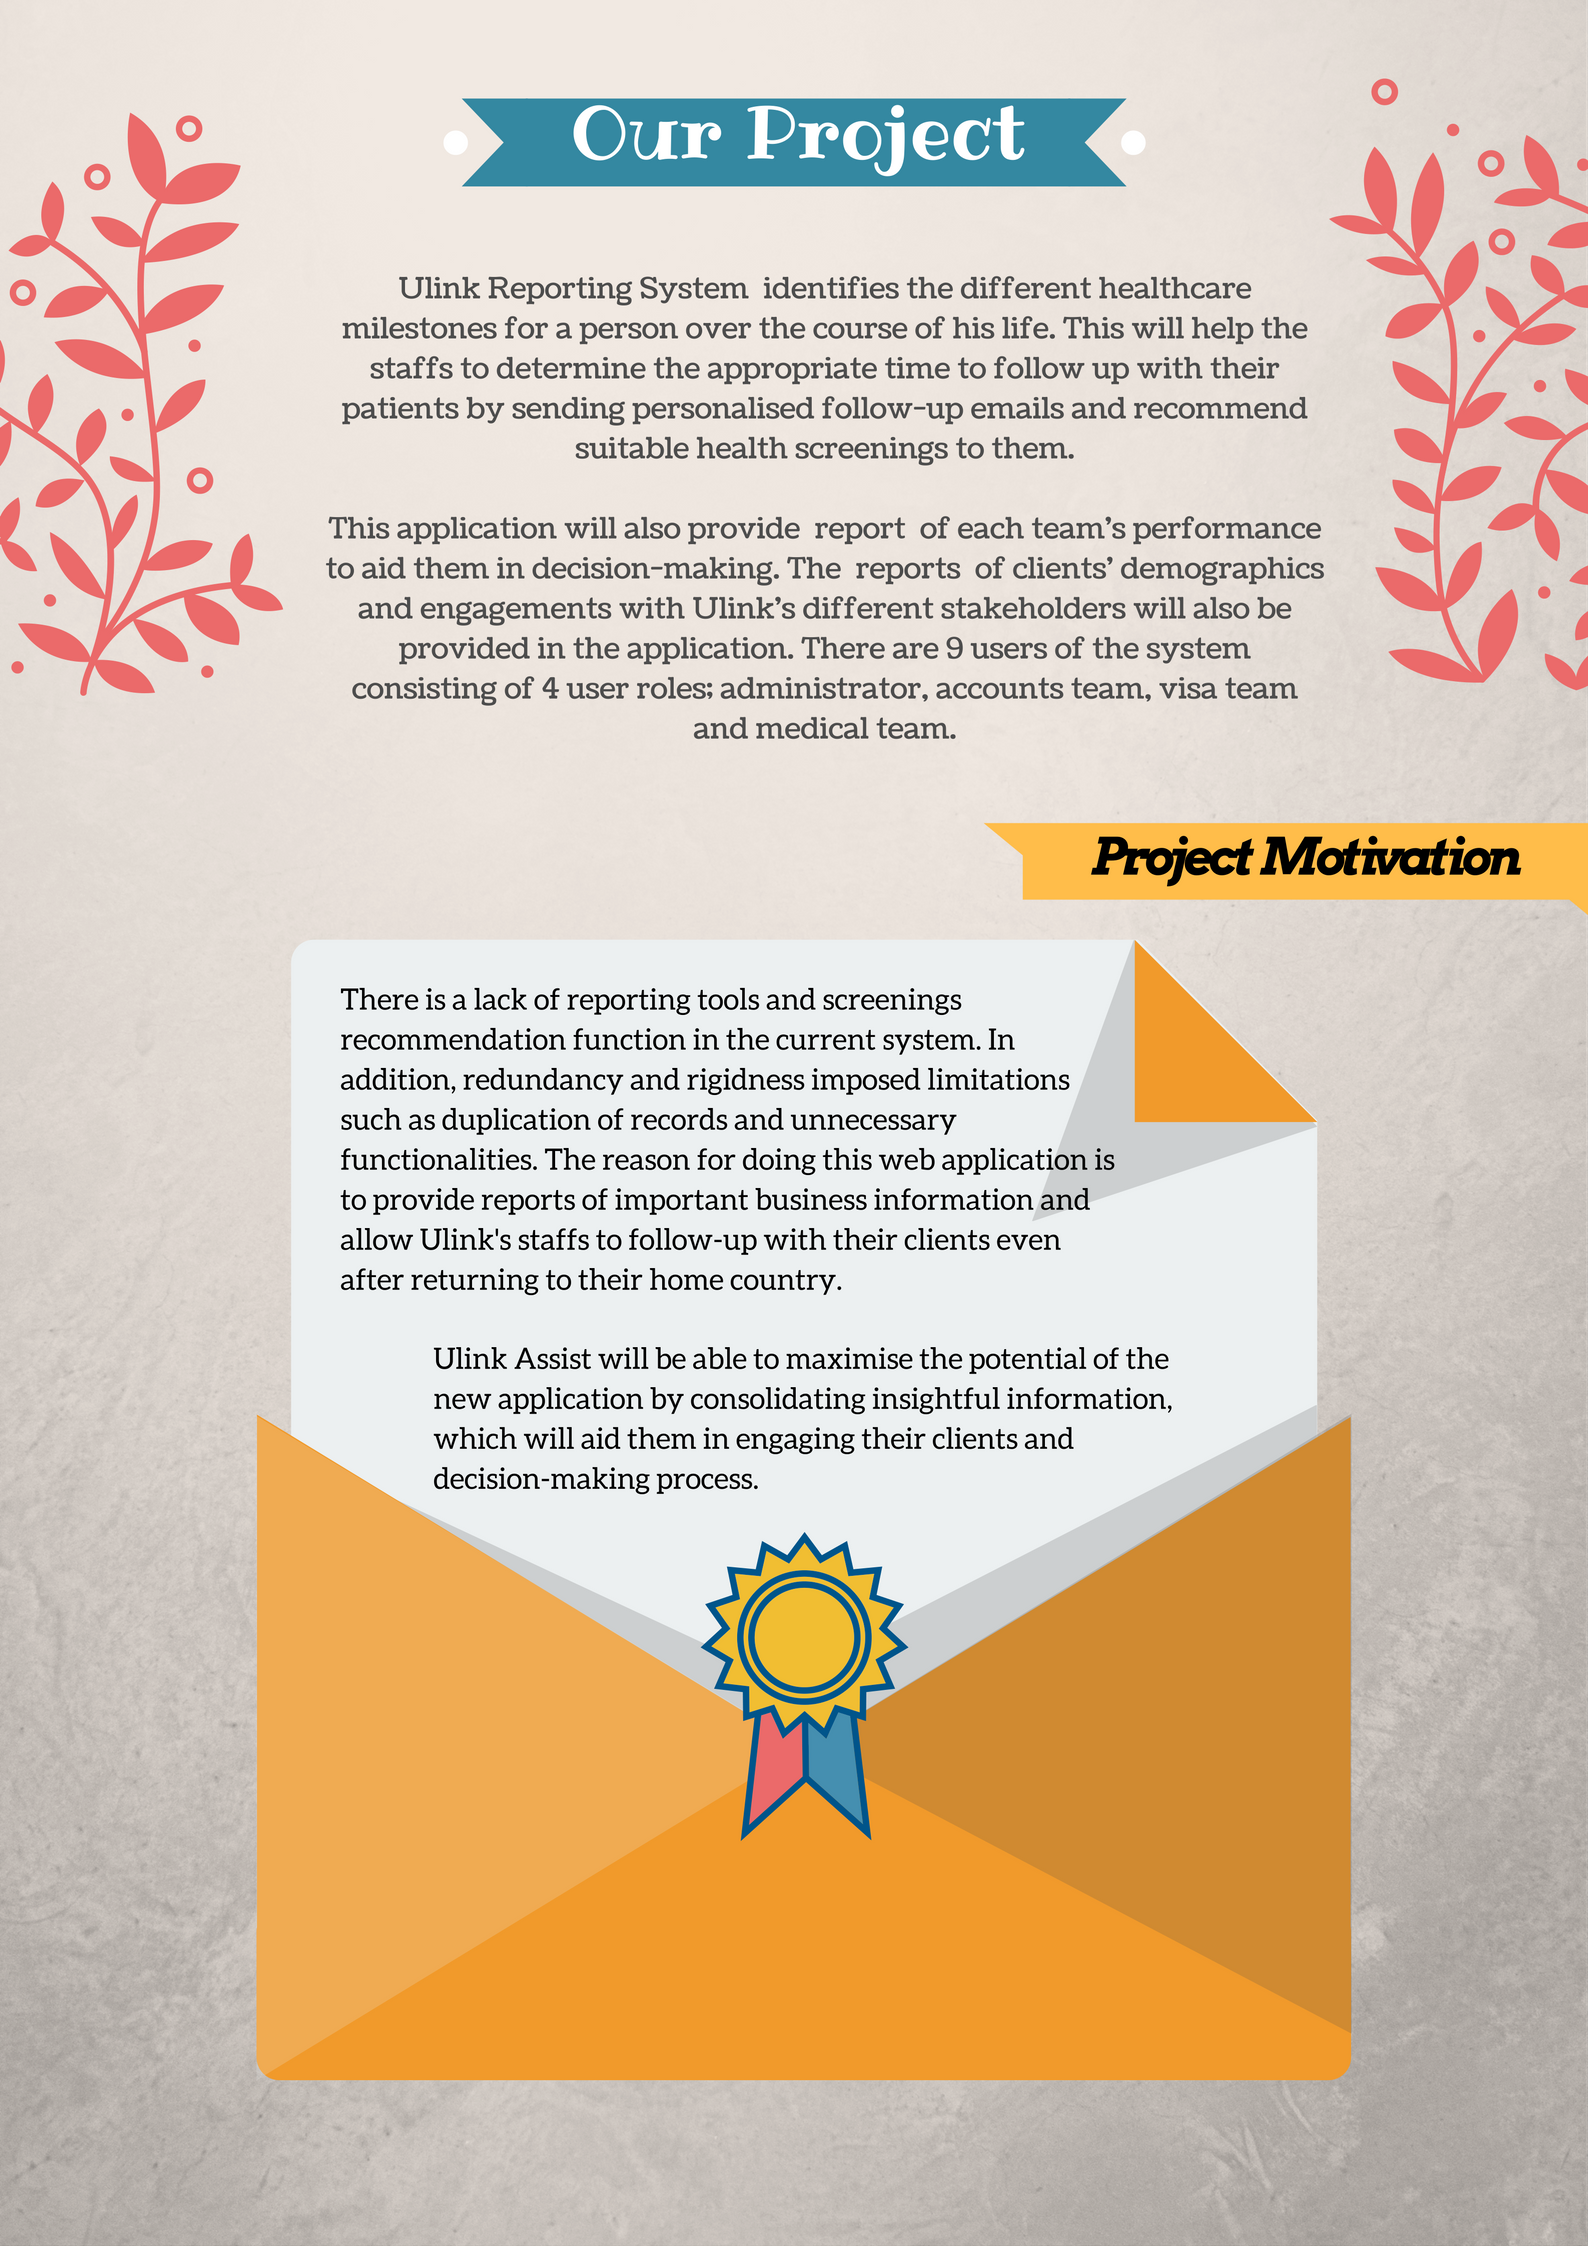 Our Project
Ulink Reporting System identifies the different healthcare
milestones for a person over the course of his life. This will help the
staffs to determine the appropriate time to follow up with their
patients by sending personalised follow-up emails and recommend
suitable health screenings to them.
This application will also provide report of each team's performance
to aid them in decision-making. The reports of clients' demographics
and engagements with Ulink's different stakeholders will also be
provided in the application. There are 9 users of the system
consisting of 4 user roles; administrator, accounts team, visa team
and medical team.
Project Motivation
There is a lack of reporting tools and screenings
recommendation function in the current system. In
addition, redundancy and rigidness imposed limitations
such as duplication of records and unnecessary
functionalities. The reason for doing this web application is
to provide reports of important business information and
allow Ulink's staffs to follow-up with their clients even
after returning to their home country.
Ulink Assist will be able to maximise the potential of the
new application by consolidating insightful information,
which will aid them in engaging their clients and
decision-making process.